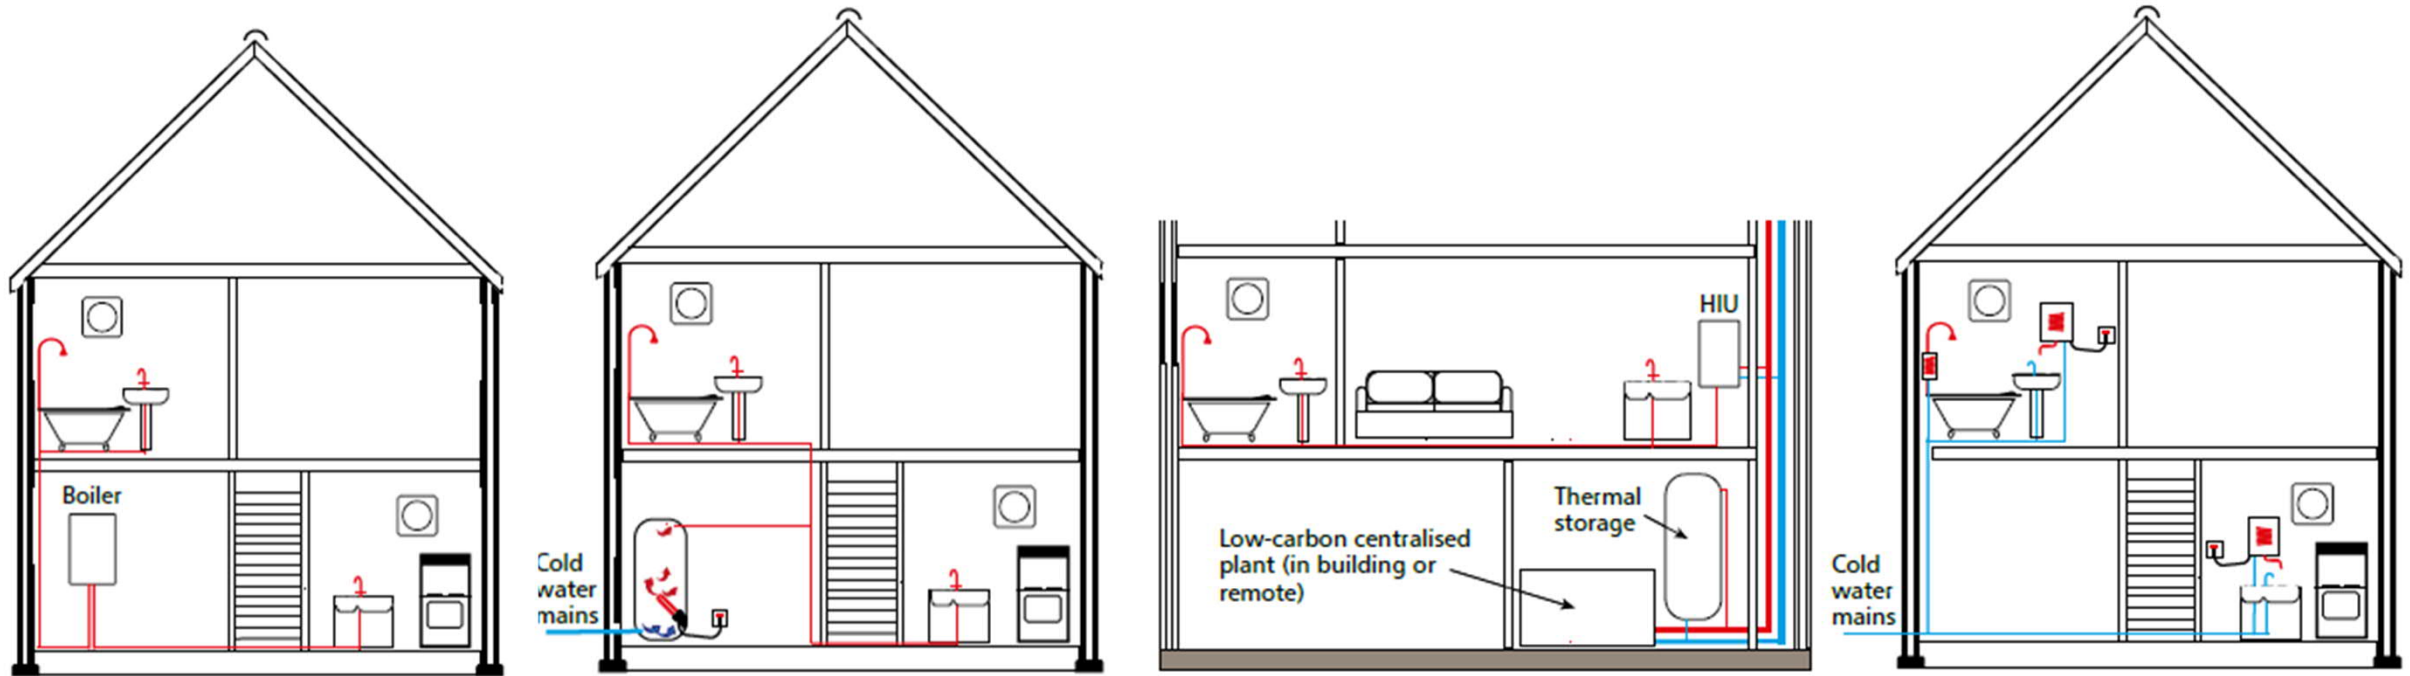 Boiler
Cold
water
mains
HIU
Thermal
storage
Low-carbon centralised
plant (in building or
remote)
Cold
water
mains